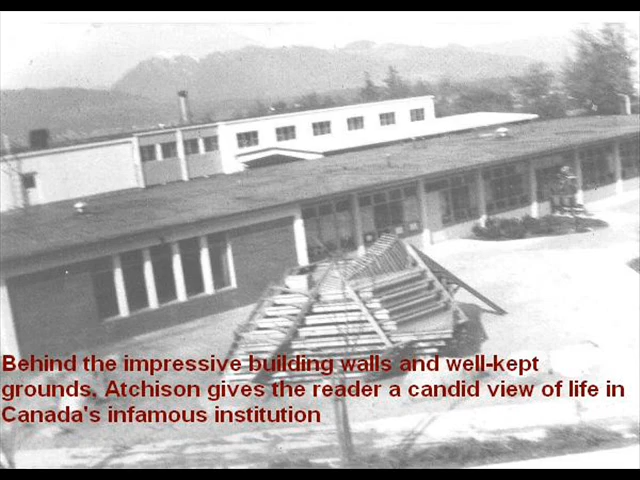 Behind the impressive building walls and well-kept
grounds, Atchison gives the reader a candid view of life in
Canada's infamous institution